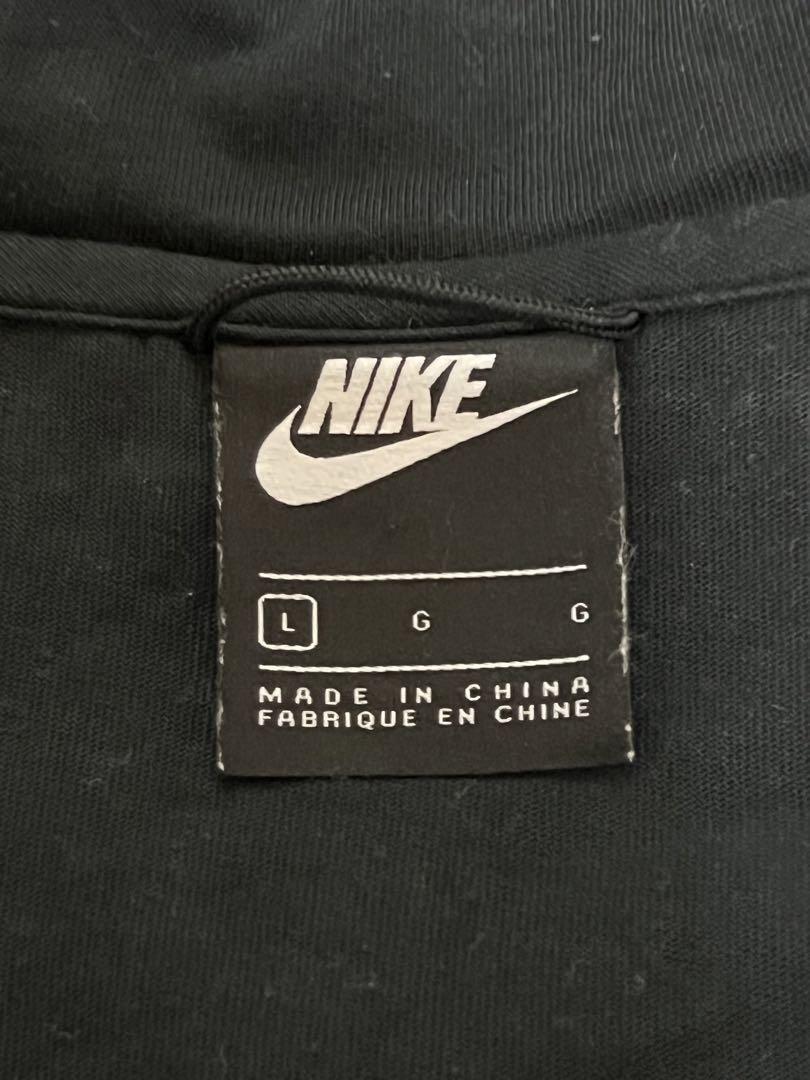 NIKE
L G G
MADE IN CHINA
FABRIQUE EN CHINE